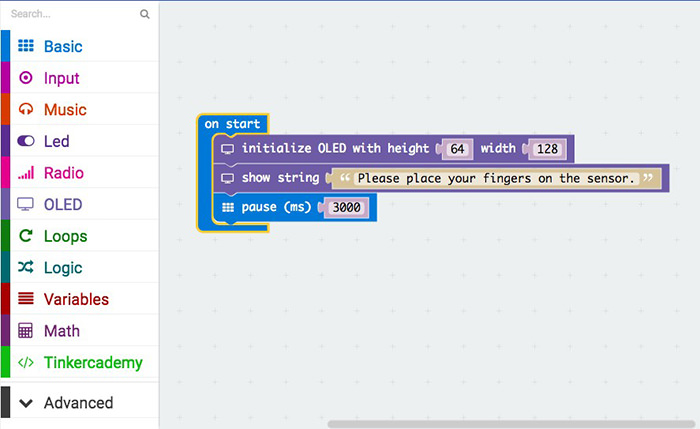 Search...
Basic
Input
Music
Led
Radio
OLED
Loops
Logic
Variables
Math
Tinkercademy
Advanced
on start
initialize OLED with height 64 width 128
show string “ Please place your fingers on the sensor. ”
pause (ms) 3000